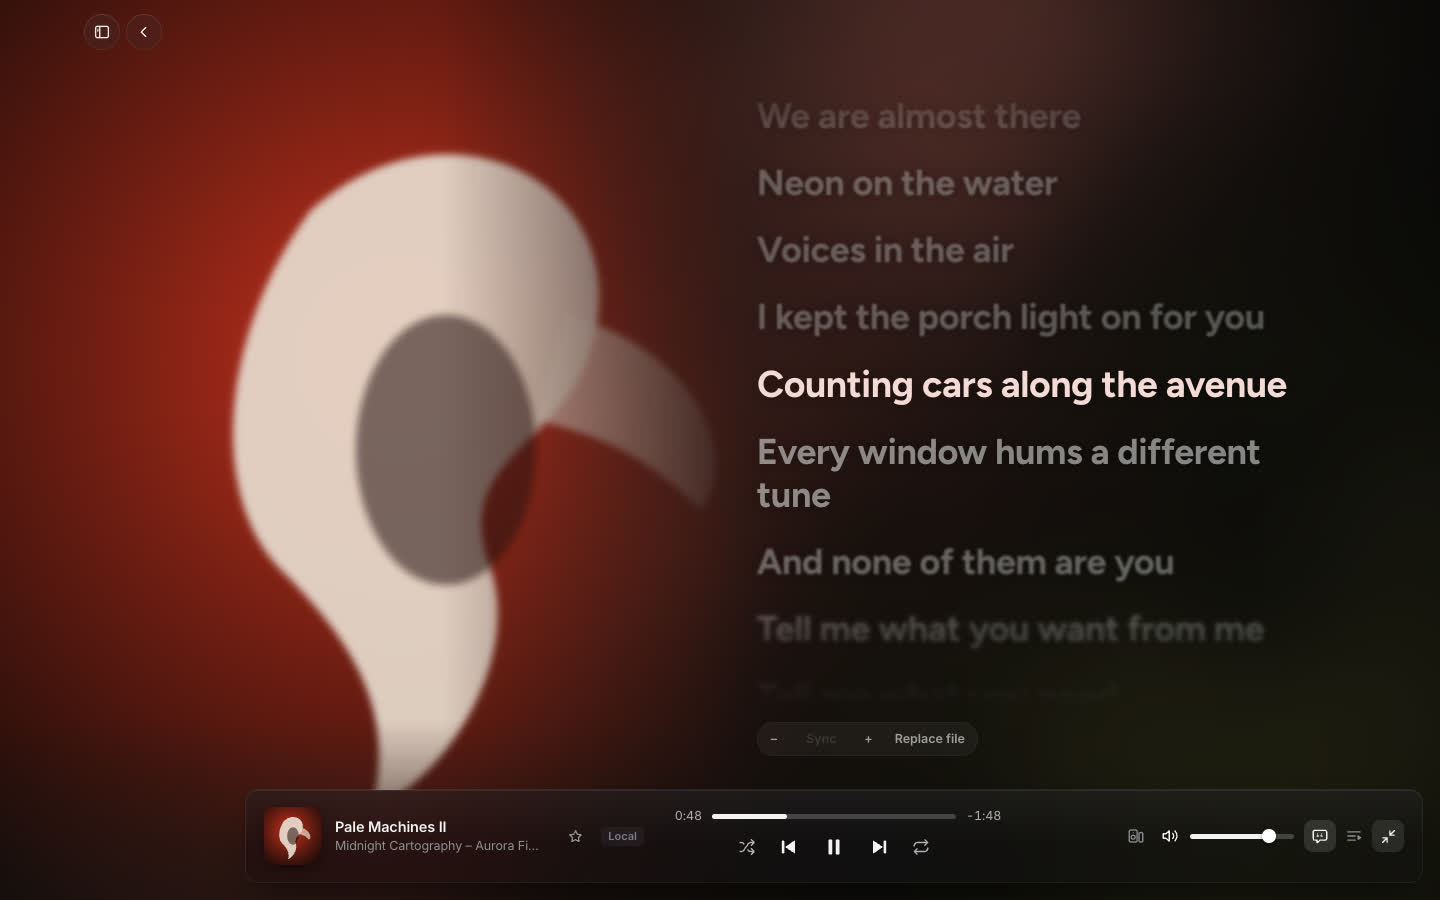 We are almost there
Neon on the water
Voices in the air
I kept the porch light on for you
Counting cars along the avenue
Every window hums a different
tune
And none of them are you
Tell me what you want from me
− Sync + Replace file
Pale Machines II
Midnight Cartography – Aurora Fi...
Local
0:48
-1:48